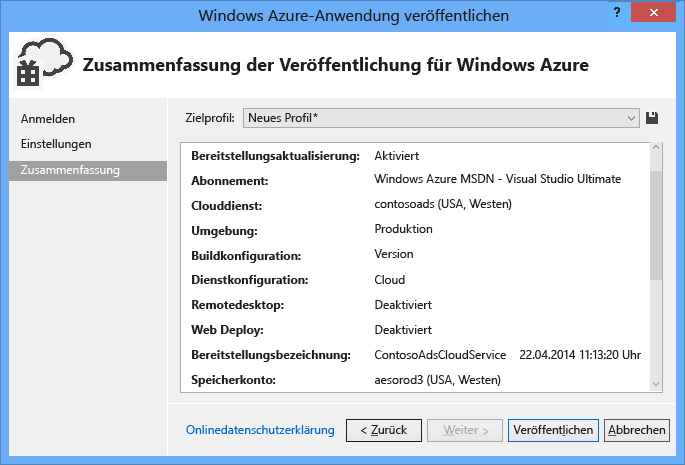 Windows Azure-Anwendung veröffentlichen
?
Zusammenfassung der Veröffentlichung für Windows Azure
Anmelden
Einstellungen
Zusammenfassung
Zielprofil: Neues Profil*
Bereitstellungsaktualisierung: Aktiviert
Abonnement: Windows Azure MSDN - Visual Studio Ultimate
Clouddienst: contosoads (USA, Westen)
Umgebung: Produktion
Buildkonfiguration: Version
Dienstkonfiguration: Cloud
Remotedesktop: Deaktiviert
Web Deploy: Deaktiviert
Bereitstellungsbezeichnung: ContosoAdsCloudService 22.04.2014 11:13:20 Uhr
Speicherkonto: aesorod3 (USA, Westen)
Onlinedatenschutzerklärung < Zurück Weiter > Veröffentlichen Abbrechen